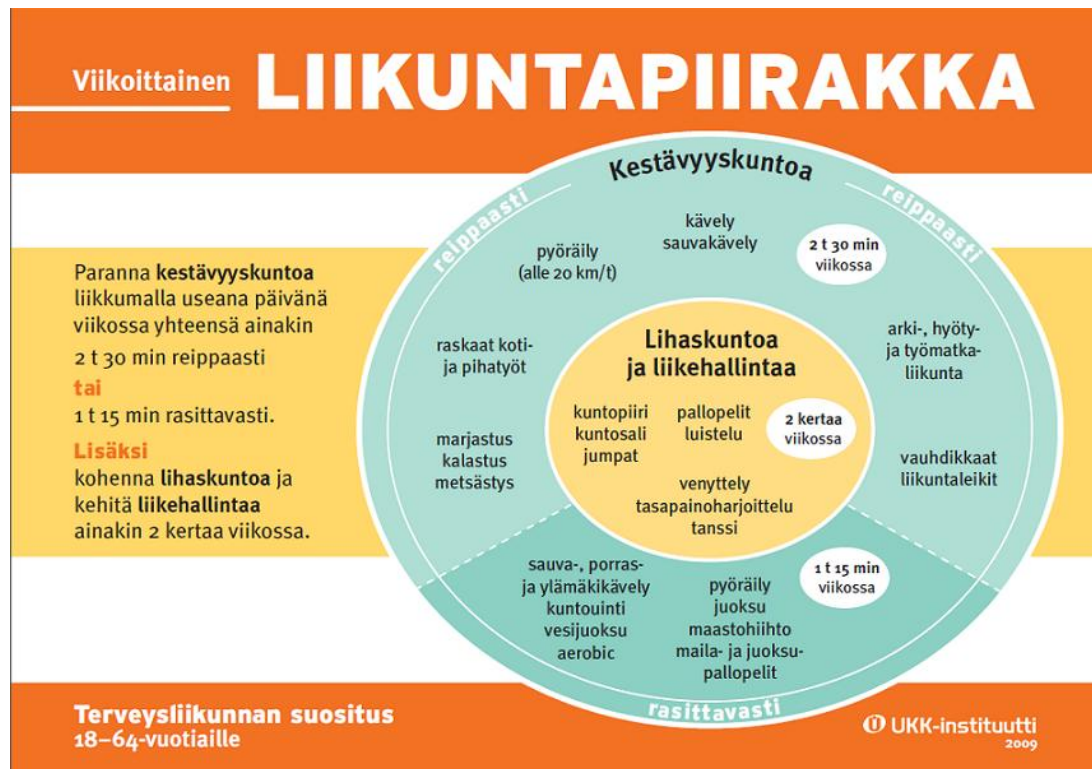 Viikoittainen LIIKUNTAPIIRAKKA
Paranna kestävyyskuntoa
liikkumalla useana päivänä
viikossa yhteensä ainakin
2 t 30 min reippaasti
tai
1 t 15 min rasittavasti.
Lisäksi
kohenna lihaskuntoa ja
kehitä liikehallintaa
ainakin 2 kertaa viikossa.
Kestävyyskuntoa
reippaasti
reippaasti
kävely
sauvakävely
2 t 30 min
viikossa
pyöräily
(alle 20 km/t)
raskaat koti-
ja pihatyöt
arki-, hyöty-
ja työmatka-
liikunta
marjastus
kalastus
metsästys
vauhdikkaat
liikuntaleikit
Lihaskuntoa
ja liikehallintaa
kuntopiiri
kuntosali
jumpat
pallopelit
luistelu
2 kertaa
viikossa
venyttely
tasapainoharjoittelu
tanssi
sauva-, porras-
ja ylämäkikävely
kuntouinti
vesijuoksu
aerobic
pyöräily
juoksu
maastohiihto
maila- ja juoksu-
pallopelit
1 t 15 min
viikossa
rasittavasti
Terveysliikunnan suositus
18–64-vuotiaille
UKK-instituutti
2009